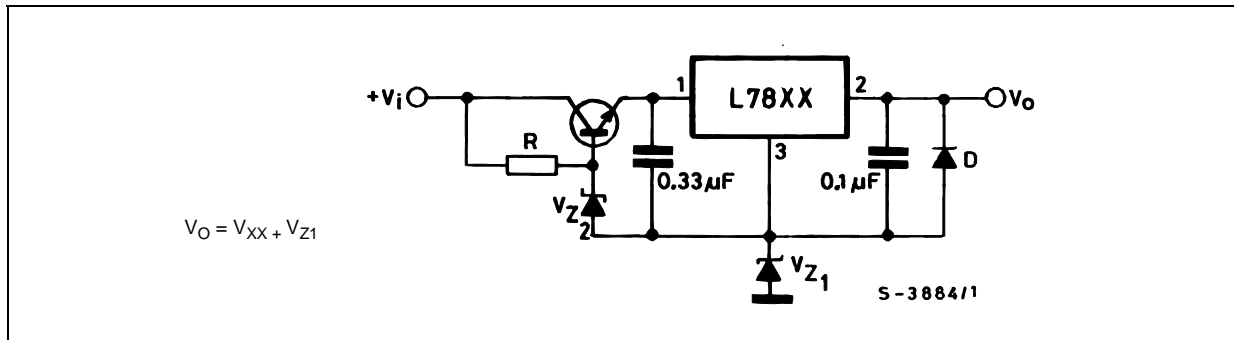 1
L78XX
2
+Vi
Vo
R
3
D
0.33µF
0.1µF
VZ2
VO = VXX + VZ1
VZ1
S-3884/1